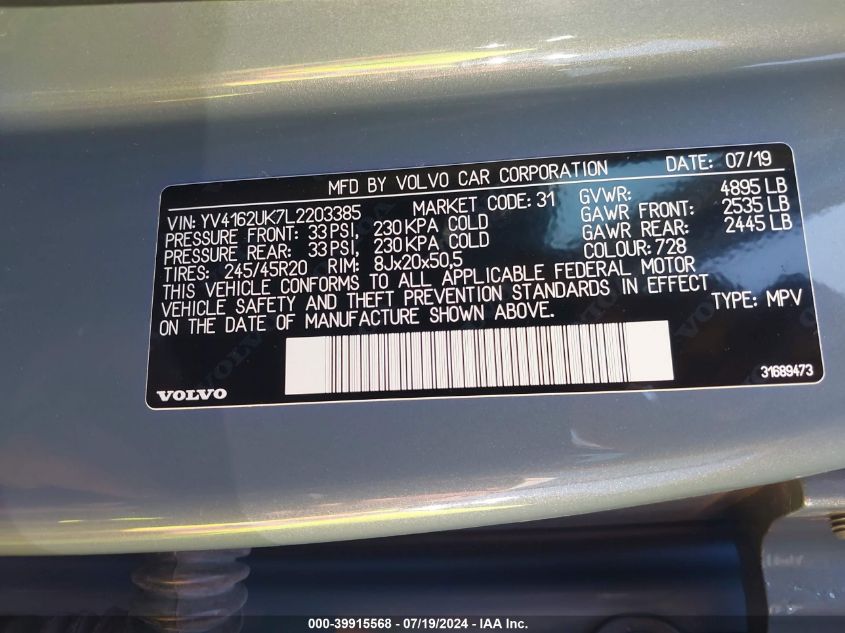 MFD BY VOLVO CAR CORPORATION DATE: 07/19
VIN: YV4162UK7L2203385 MARKET CODE: 31 GVWR: 4895 LB
PRESSURE FRONT: 33 PSI, 230 KPA COLD GAWR FRONT: 2535 LB
PRESSURE REAR: 33 PSI, 230 KPA COLD GAWR REAR: 2445 LB
TIRES: 245/45R20 RIM: 8Jx20x50,5 COLOUR: 728
THIS VEHICLE CONFORMS TO ALL APPLICABLE FEDERAL MOTOR
VEHICLE SAFETY AND THEFT PREVENTION STANDARDS IN EFFECT
ON THE DATE OF MANUFACTURE SHOWN ABOVE. TYPE: MPV
VOLVO 31689473
000-39915568 - 07/19/2024 - IAA Inc.